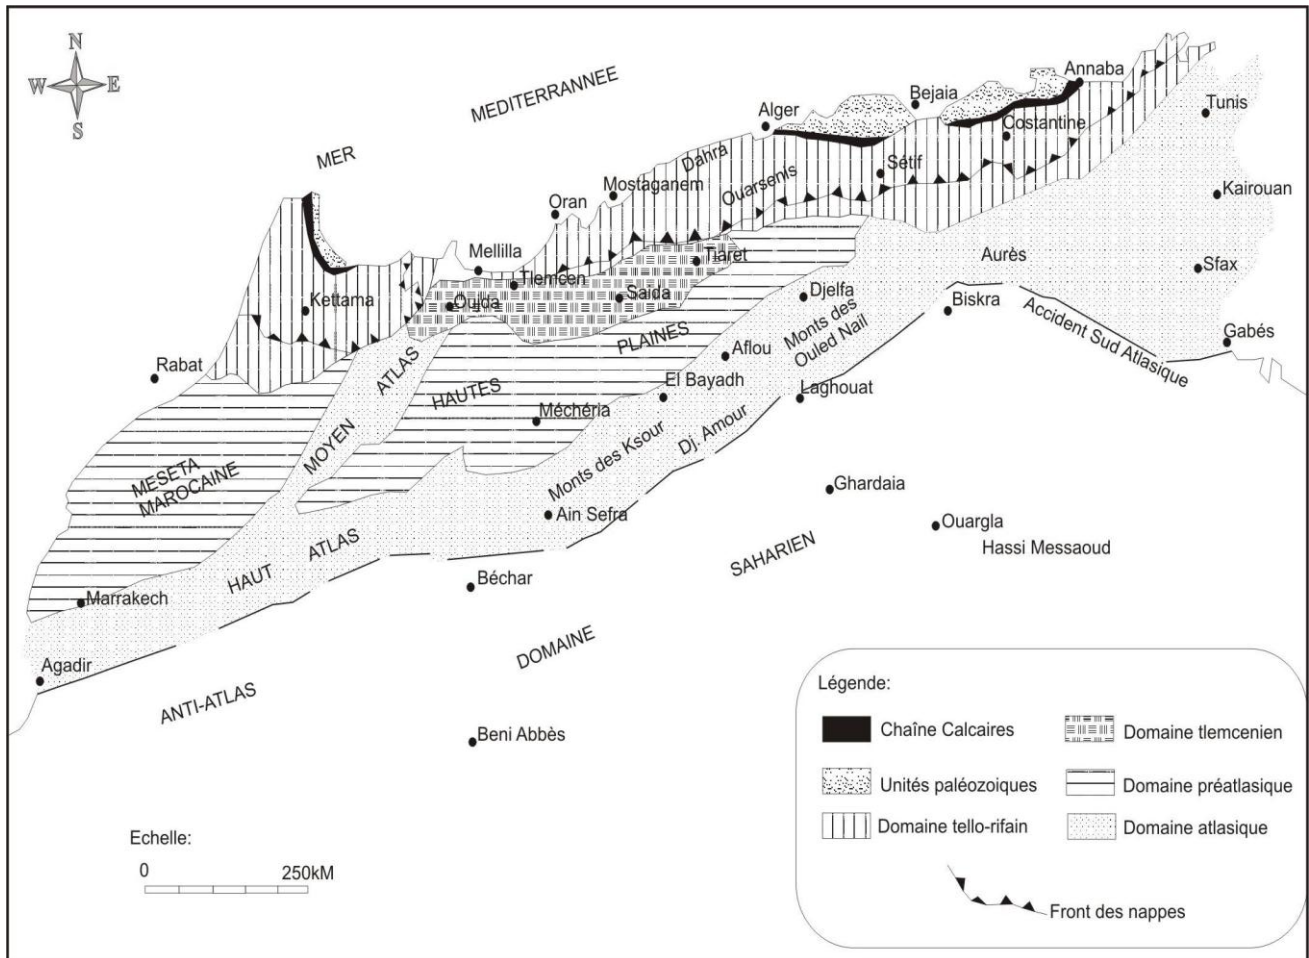 N
W E
S
MER
MEDITERRANNEE
Annaba
Bejaia
Alger
Tunis
Costantine
Dahra
Sétif
Ouarsenis
Mostaganem
Kairouan
Oran
Mellilla
Tiaret
Tlemcen
Aurès
Sfax
Kettama
Oujda
Saida
Djelfa
Biskra
Monts des
Ouled Nail
Accident Sud Atlasique
Gabés
PLAINES
Aflou
Rabat
MOYEN ATLAS
HAUTES
El Bayadh
Laghouat
Méchéria
Dj. Amour
Monts des Ksour
MESETA
MAROCAINE
Ghardaia
Ain Sefra
Ouargla
Hassi Messaoud
HAUT ATLAS
SAHARIEN
Béchar
Marrakech
DOMAINE
Agadir
ANTI-ATLAS
Beni Abbès
Légende:
Chaîne Calcaires
Domaine tlemcenien
Unités paléozoiques
Domaine préatlasique
Domaine tello-rifain
Domaine atlasique
Front des nappes
Echelle:
0 250kM